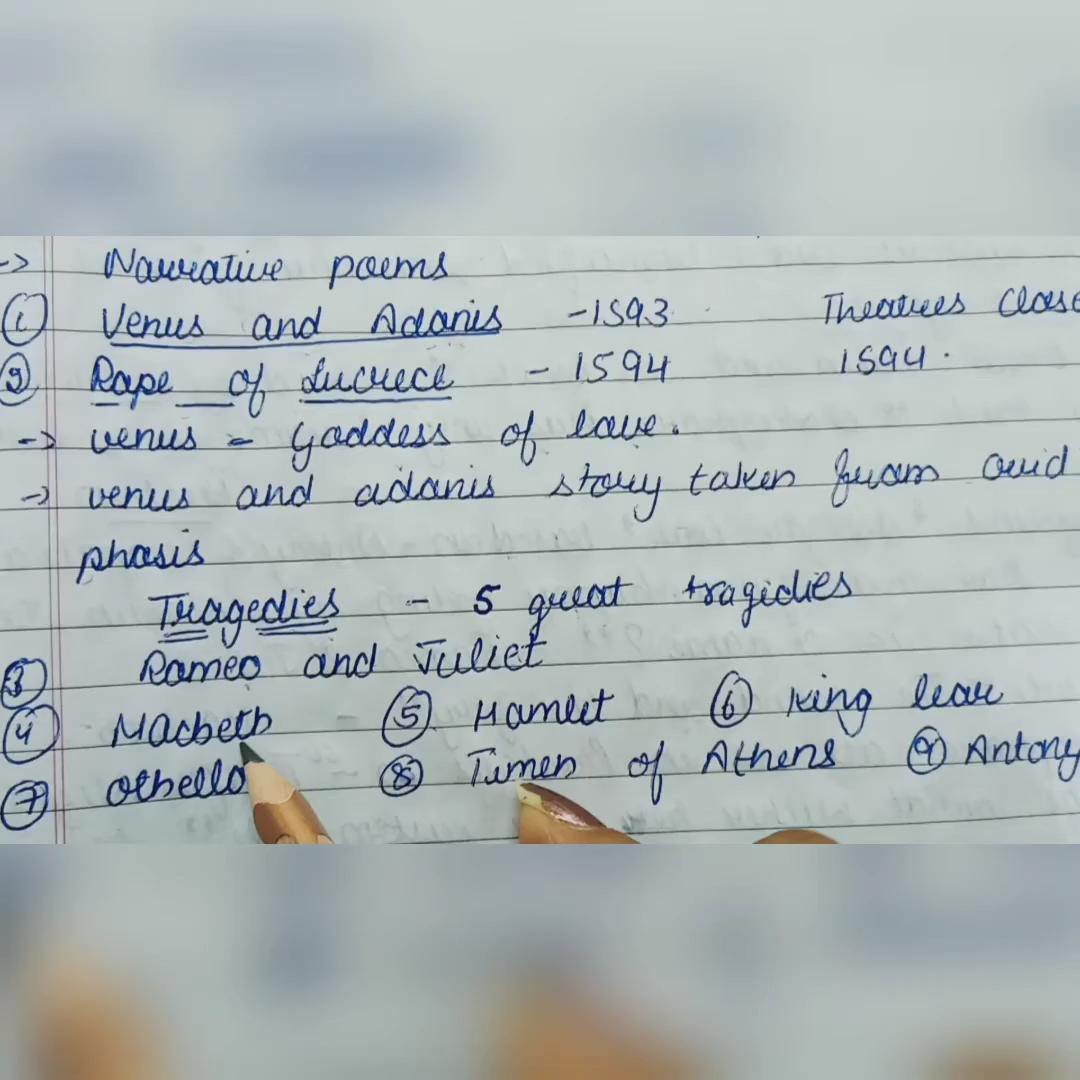 -> Narrative poems
(1) Venus and Adonis - 1593 Theatres Close
(2) Rape of Lucrece - 1594 1594.
-> Venus = Goddess of love.
-> Venus and adonis story taken from ovid
phosis
Tragedies - 5 great tragidies
(3) Romeo and Juliet
(4) Macbeth (5) Hamlet (6) King lear
(7) Othello (8) Timen of Athens (9) Antony